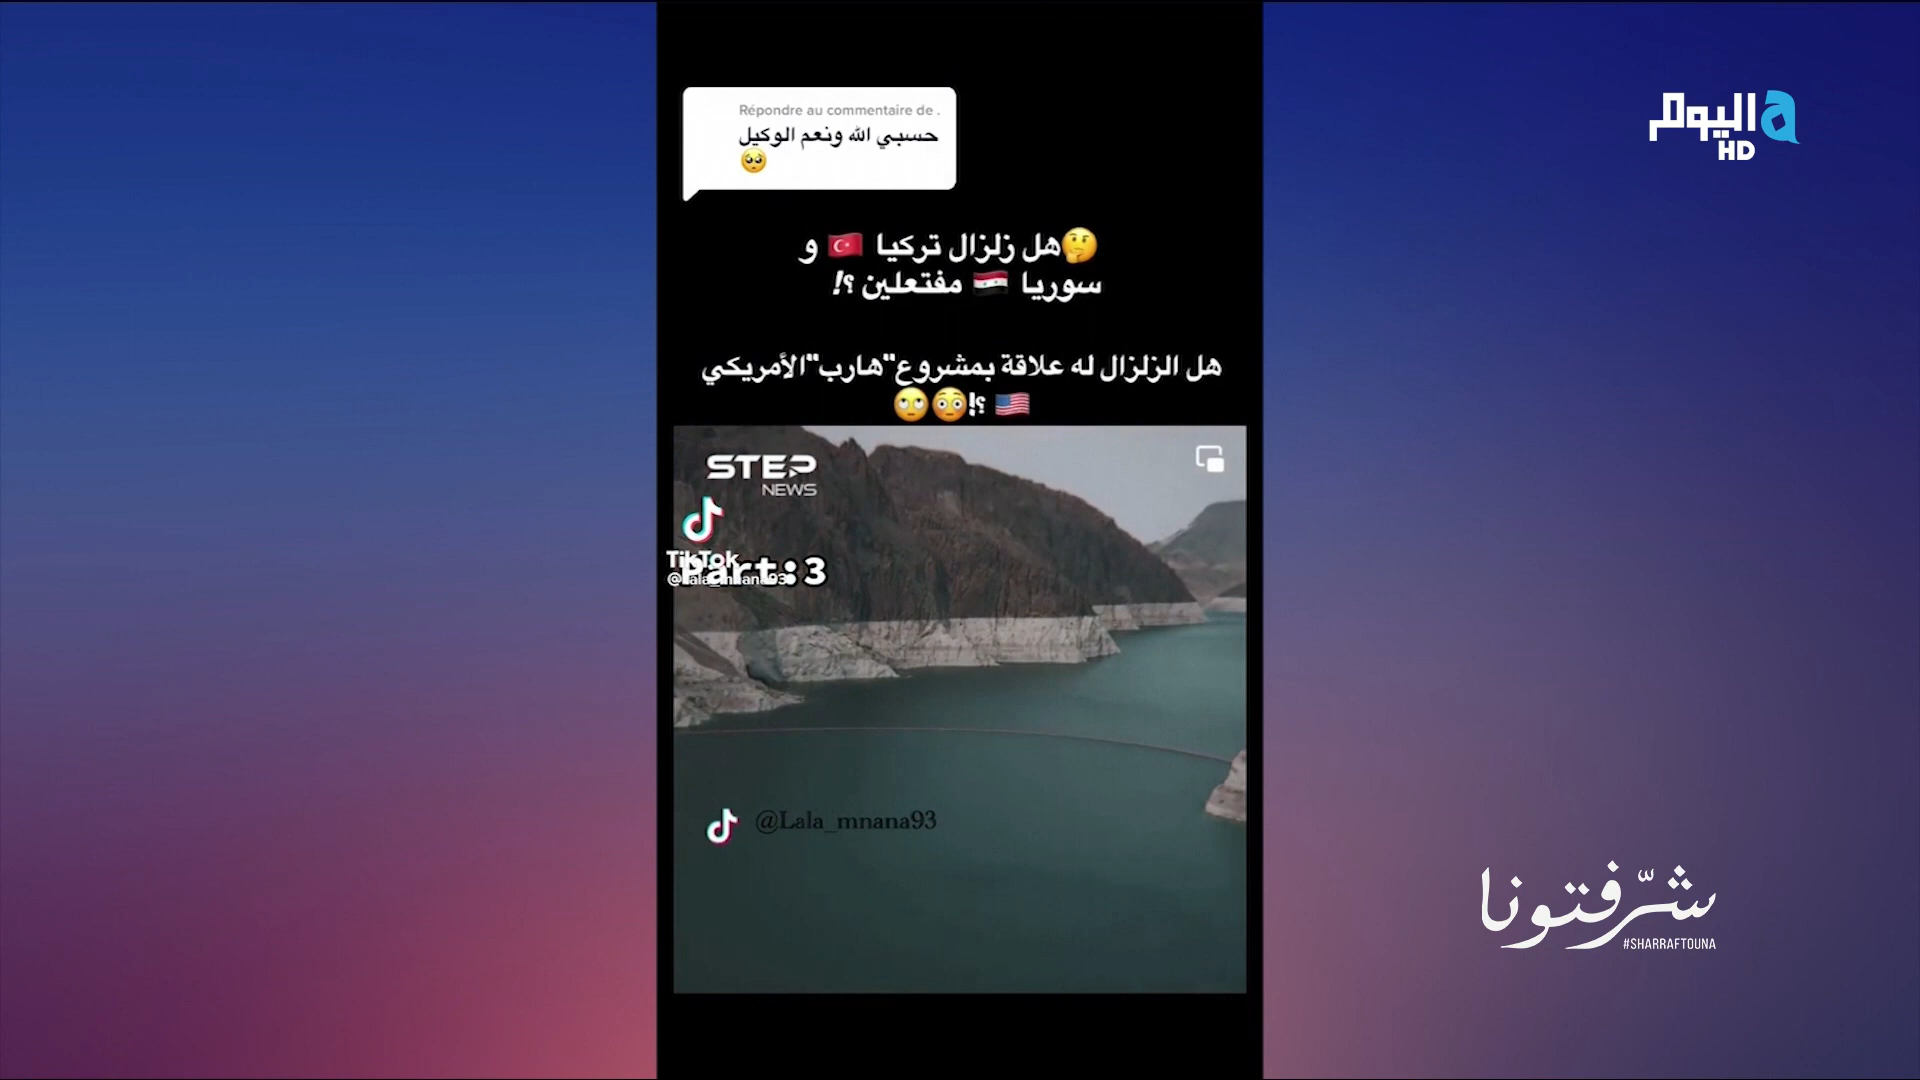 Répondre au commentaire de .
حسبي الله ونعم الوكيل
🥺
🤔هل زلزال تركيا 🇹🇷 و
سوريا 🇸🇾 مفتعلين ؟!
هل الزلزال له علاقة بمشروع"هارب"الأمريكي
🇺🇸 ؟!😳🙄
STEP
NEWS
TikTok
Part:3
@Lala_mnana93
@Lala_mnana93
اليوم a
HD
شرّفتونا
#SHARRAFTOUNA